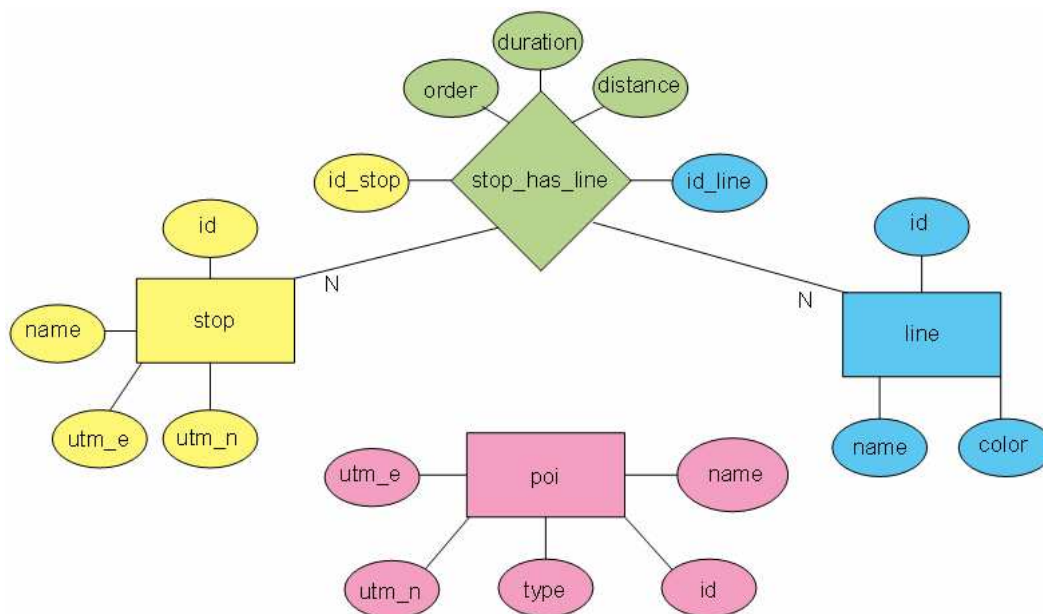 duration
order
distance
id_stop
stop_has_line
id_line
id
id
N
N
name
stop
line
utm_e
utm_n
name
color
utm_e
poi
name
utm_n
type
id